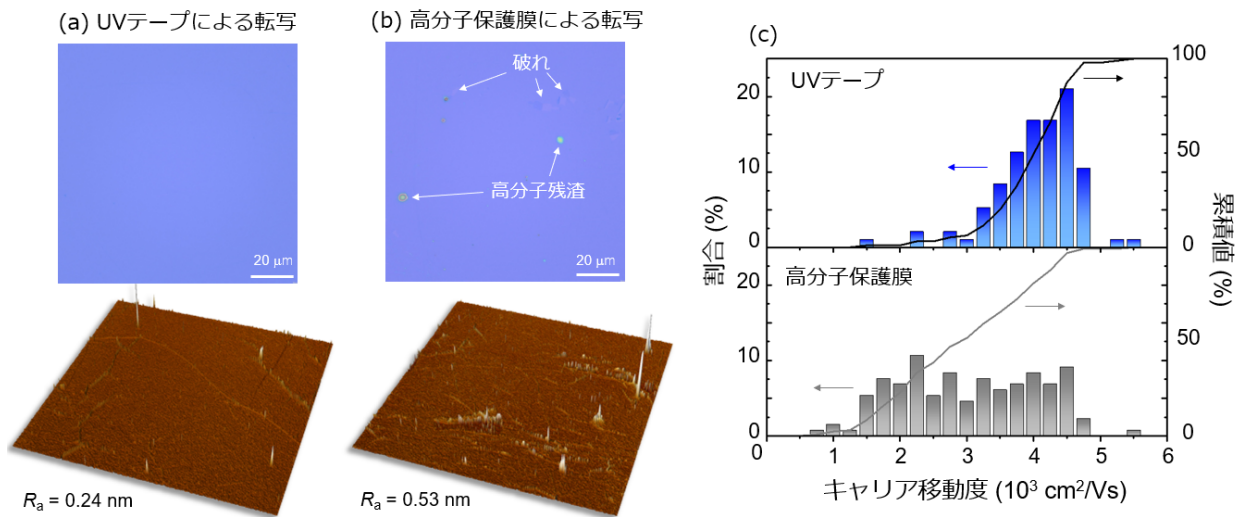 (a) UVテープによる転写
20 μm
Ra = 0.24 nm
(b) 高分子保護膜による転写
破れ
高分子残渣
20 μm
Ra = 0.53 nm
(c)
UVテープ
高分子保護膜
割合 (%)
20
10
0
20
10
0
累積値 (%)
100
50
0
50
0
0 1 2 3 4 5 6
キャリア移動度 (10³ cm²/Vs)